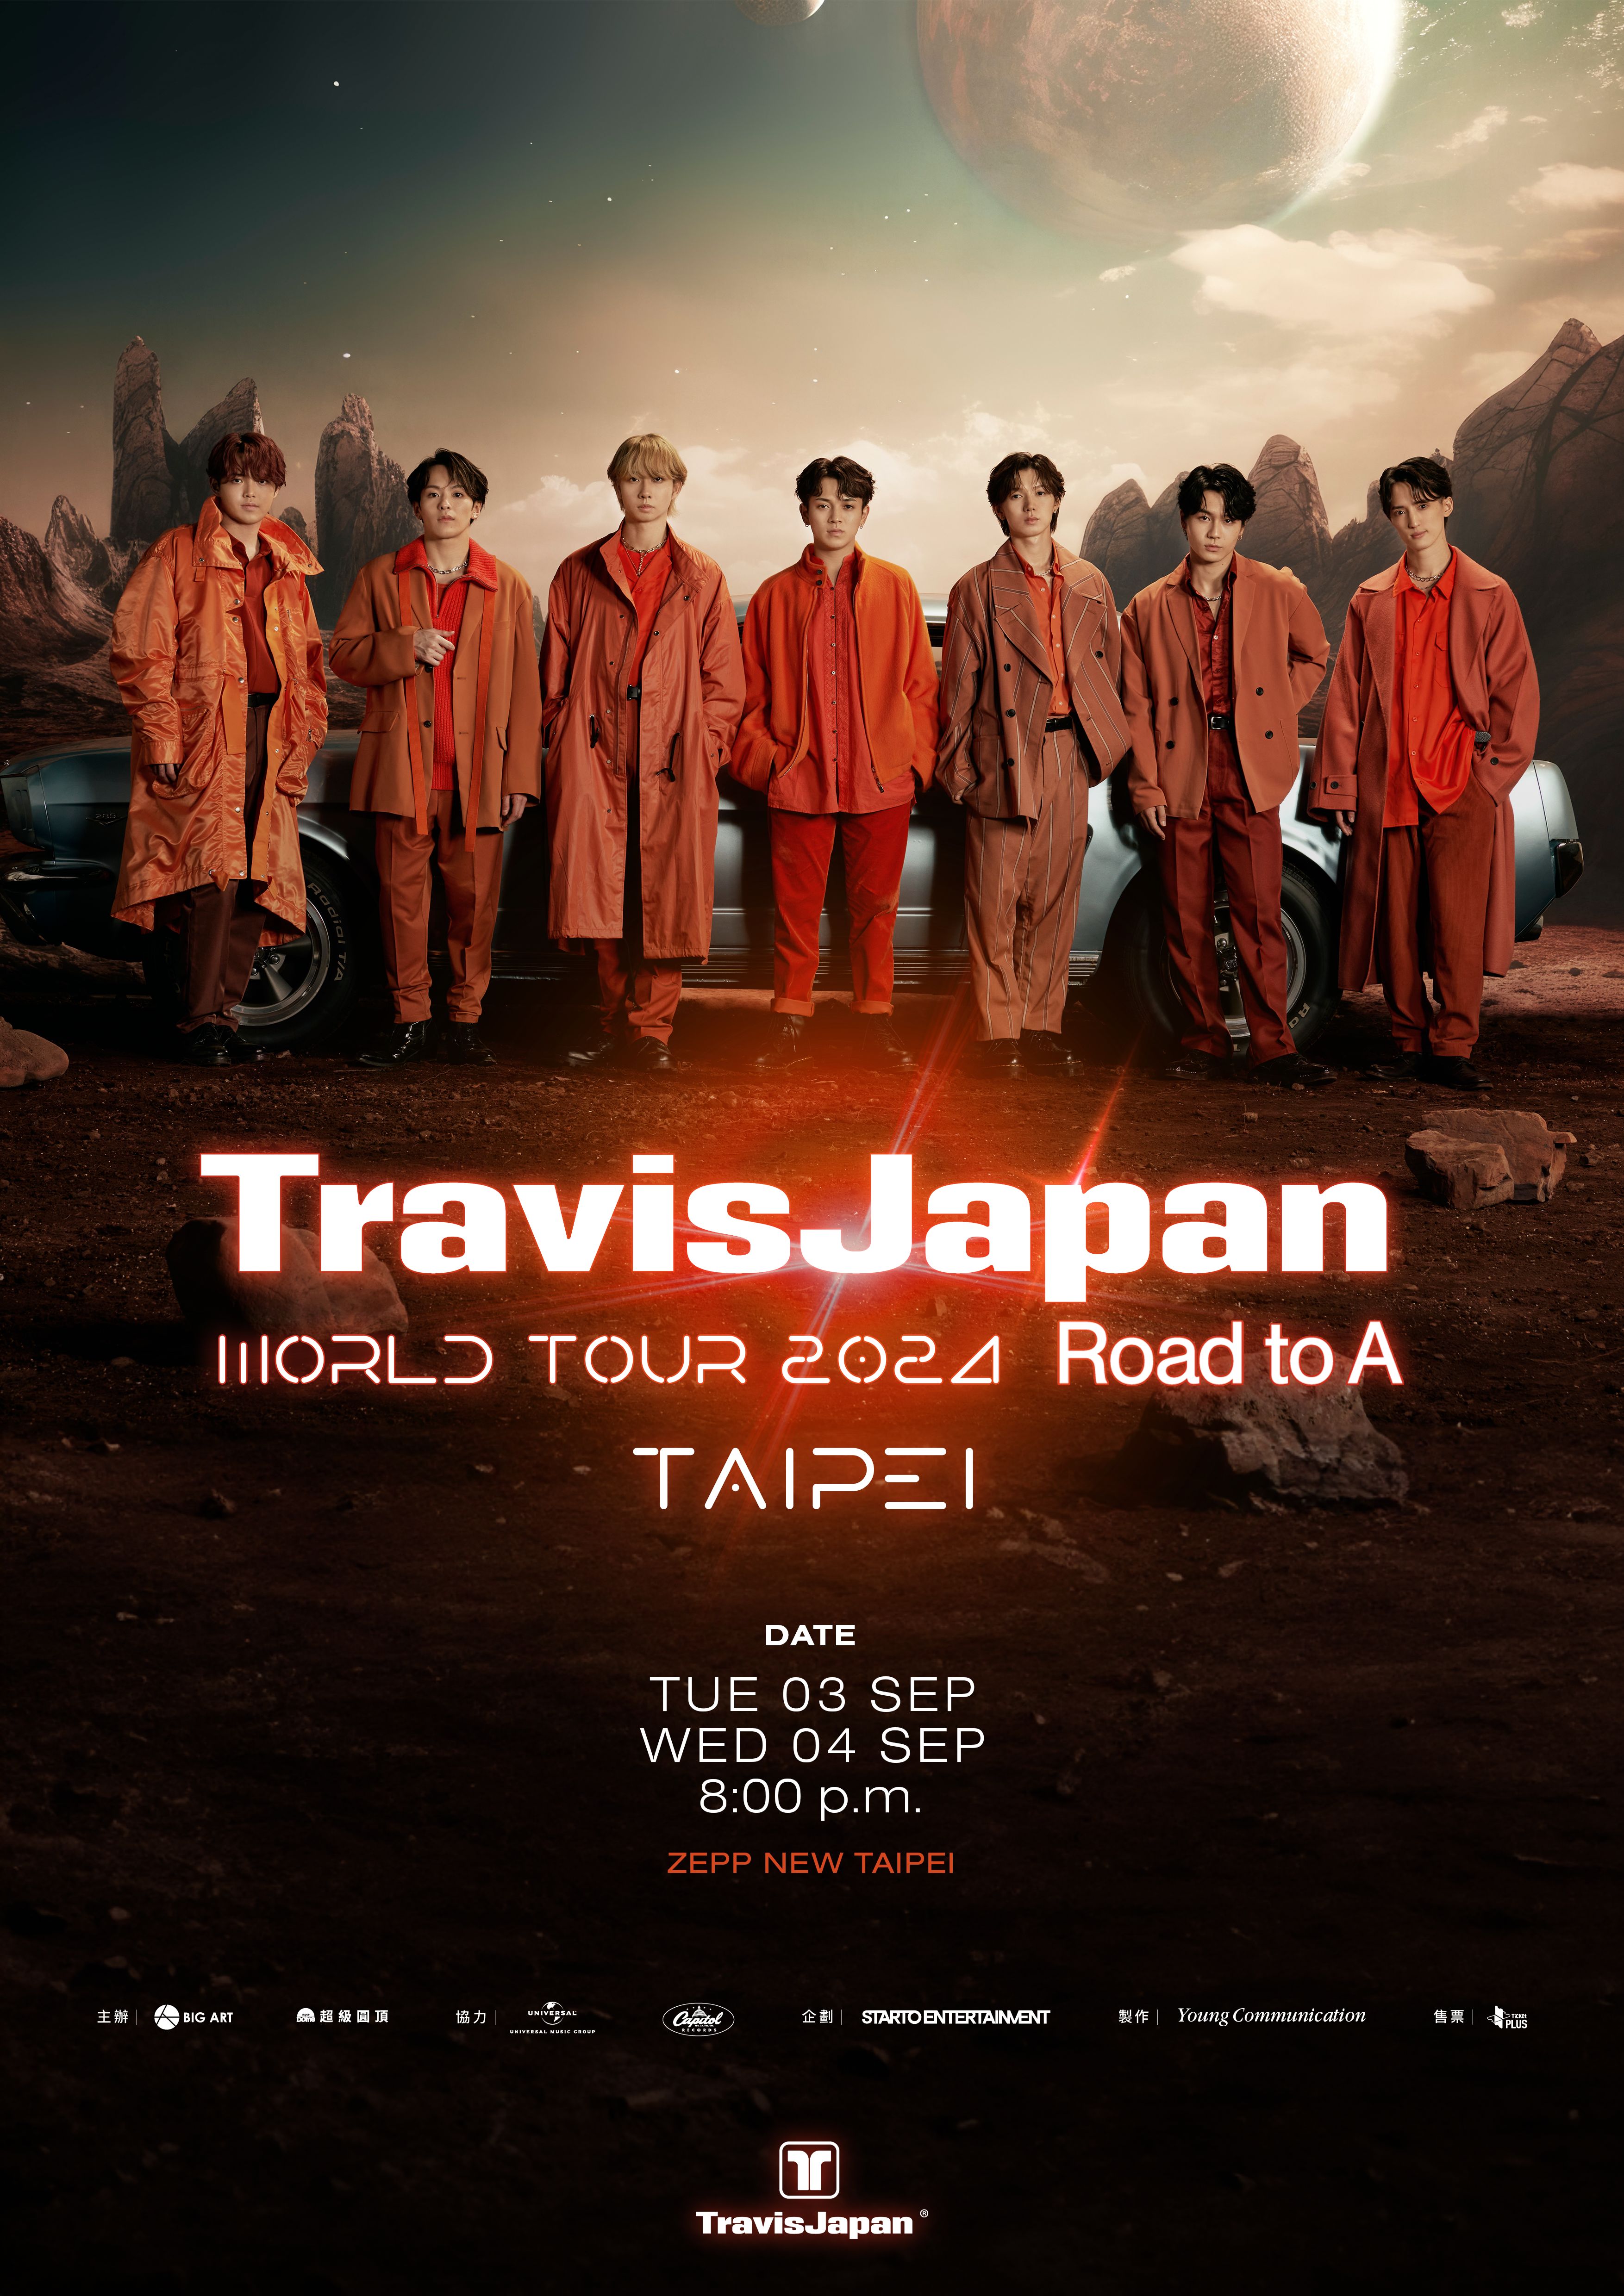 TravisJapan
WORLD TOUR 2024 Road to A
TAIPEI
DATE
TUE 03 SEP
WED 04 SEP
8:00 p.m.
ZEPP NEW TAIPEI
主辦 | BIG ART 超級圓頂 協力 | UNIVERSAL UNIVERSAL MUSIC GROUP Capitol RECORDS 企劃 | STARTO ENTERTAINMENT 製作 | Young Communication 售票 | Ticket PLUS
TravisJapan®